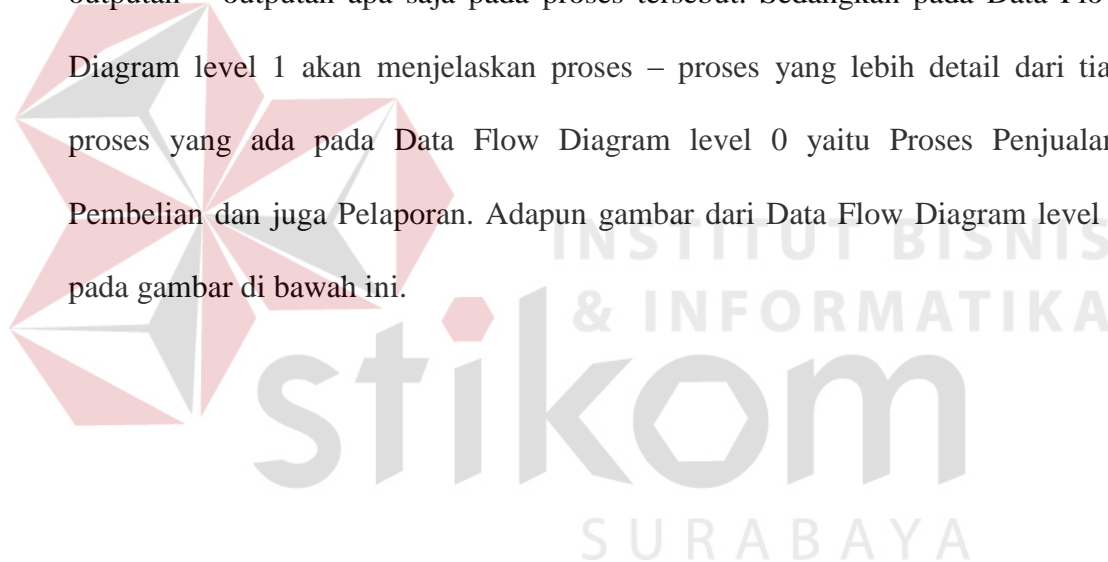 outputan – outputan apa saja pada proses tersebut. Sedangkan pada Data Flo
Diagram level 1 akan menjelaskan proses – proses yang lebih detail dari tia
proses yang ada pada Data Flow Diagram level 0 yaitu Proses Penjualan
Pembelian dan juga Pelaporan. Adapun gambar dari Data Flow Diagram level
pada gambar di bawah ini.
INSTITUT BISNIS
& INFORMATIKA
stikom
SURABAYA